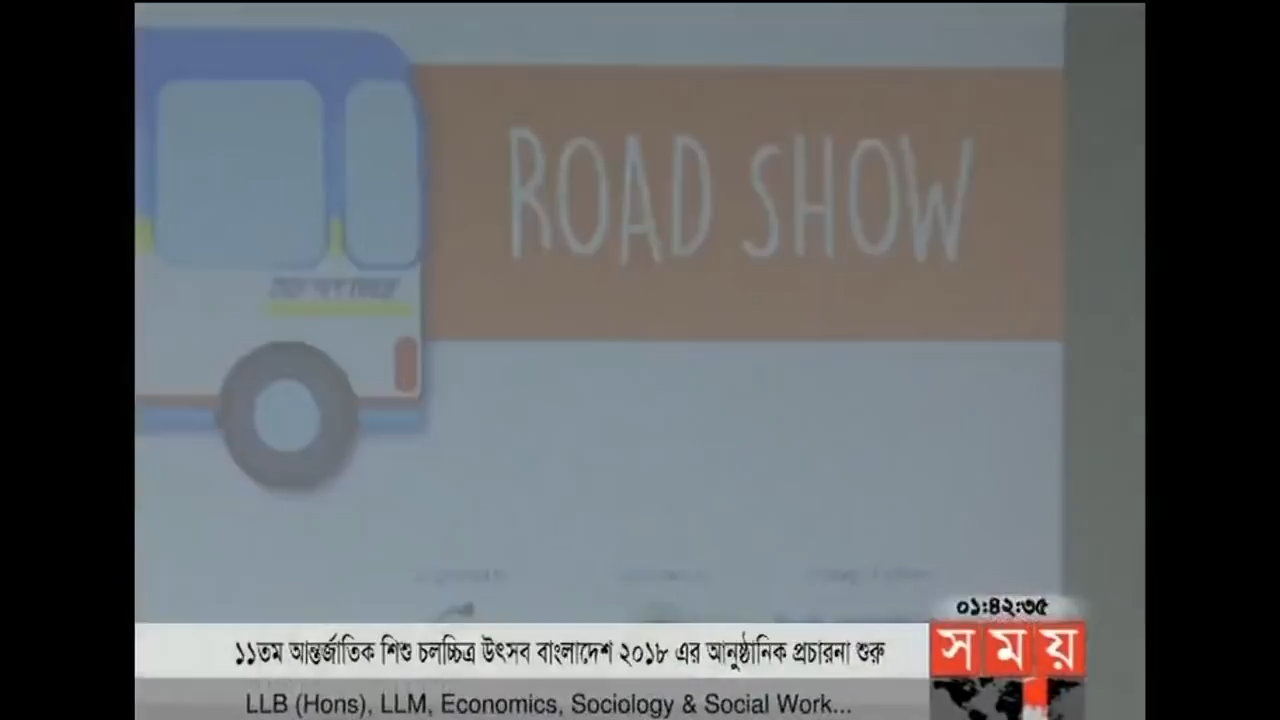 ROAD SHOW
০১:৪২:৩৫
১১তম আন্তর্জাতিক শিশু চলচ্চিত্র উৎসব বাংলাদেশ ২০১৮ এর আনুষ্ঠানিক প্রচারনা শুরু
সময়
LLB (Hons), LLM, Economics, Sociology & Social Work...